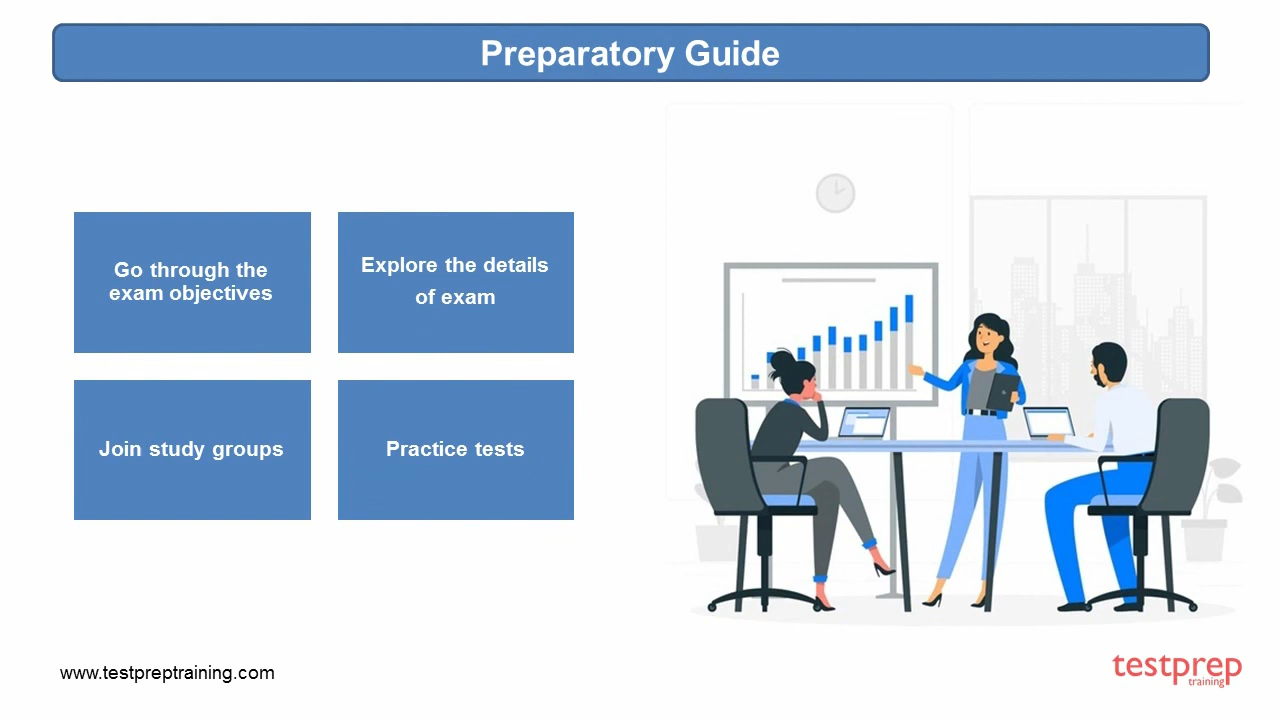 Preparatory Guide
Go through the
exam objectives
Explore the details
of exam
Join study groups
Practice tests
www.testpreptraining.com
testprep
training